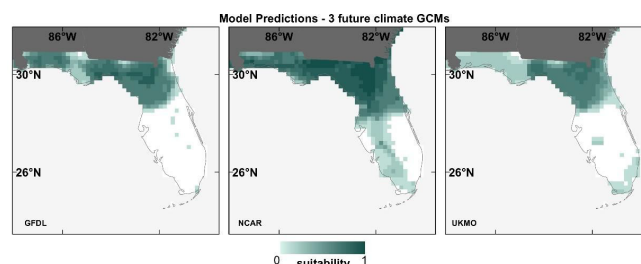 Model Predictions - 3 future climate GCMs
86°W 82°W 86°W 82°W 86°W 82°W
30°N 30°N 30°N
26°N 26°N 26°N
GFDL NCAR UKMO
0 suitability 1